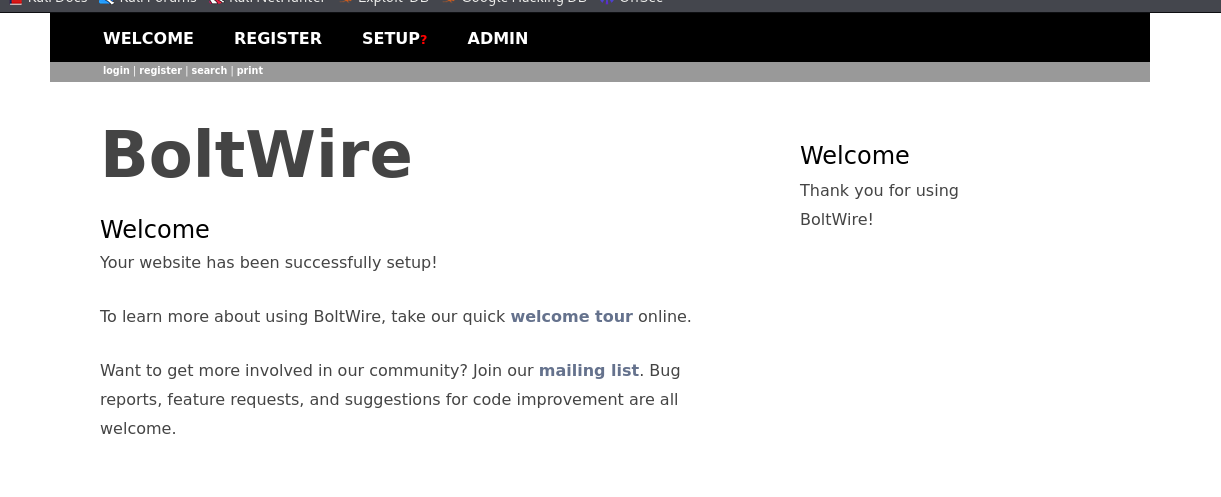 Kali Docs Kali Forums Kali NetHunter Exploit-DB Google Hacking DB OffSec
WELCOME REGISTER SETUP? ADMIN
login | register | search | print
BoltWire
Welcome
Your website has been successfully setup!
To learn more about using BoltWire, take our quick welcome tour online.
Want to get more involved in our community? Join our mailing list. Bug
reports, feature requests, and suggestions for code improvement are all
welcome.
Welcome
Thank you for using
BoltWire!